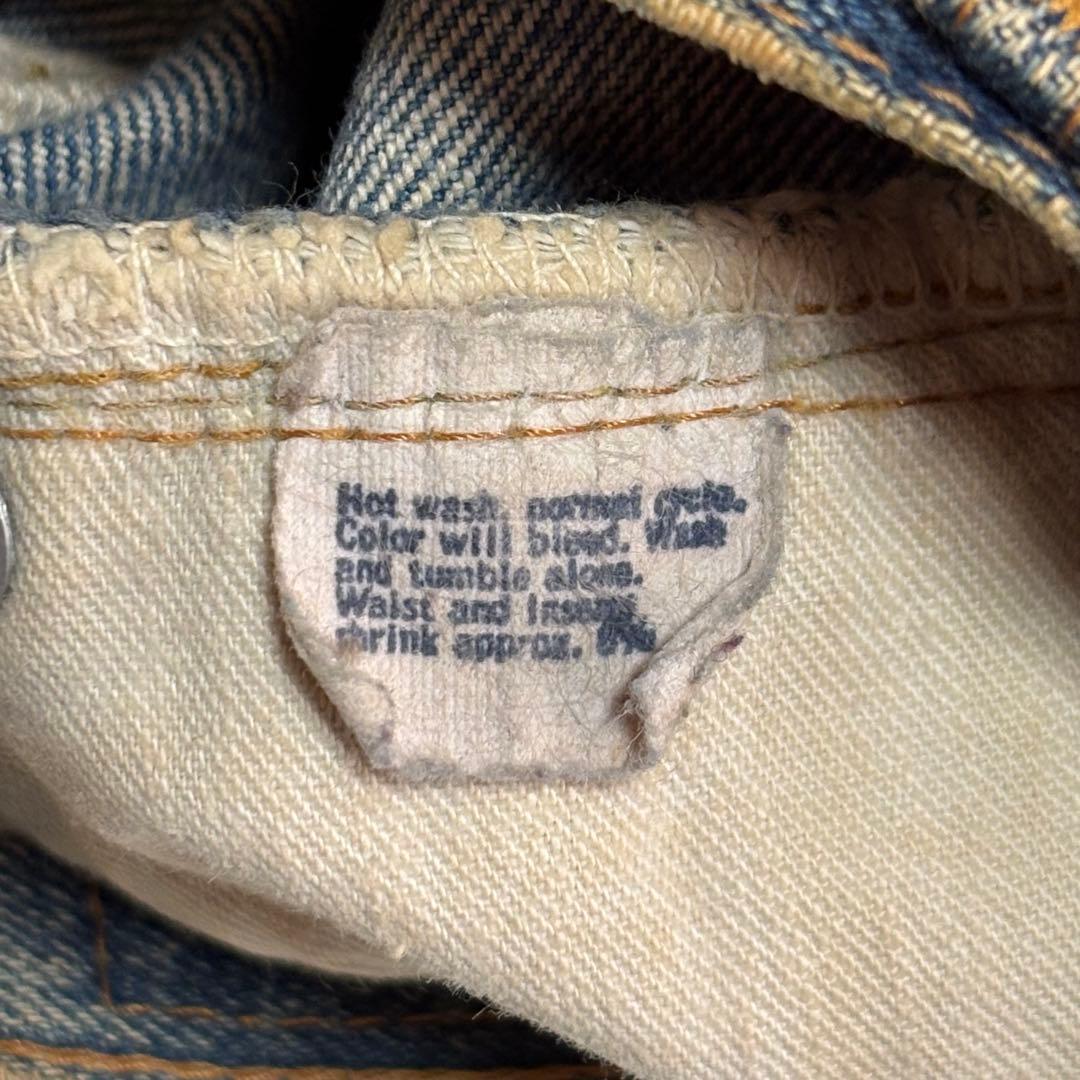 Hot wash, normal cycle.
Color will bleed. Wash
and tumble alone.
Waist and Inseam
shrink approx.